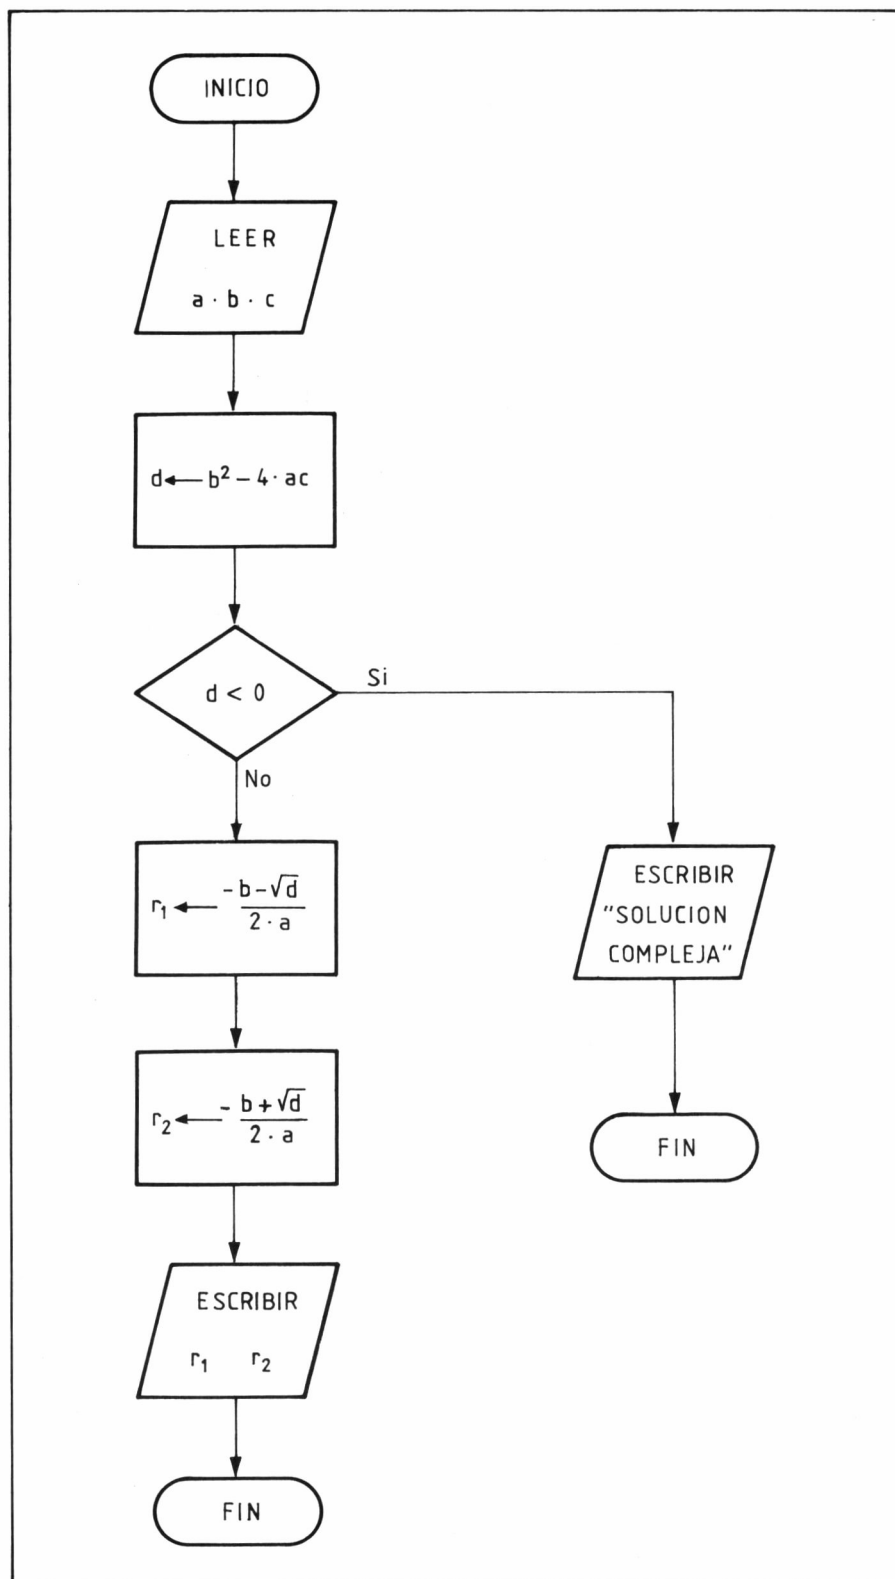 INICIO
LEER
a · b · c
d ← b² − 4 · ac
d < 0
Si
No
r₁ ← -b-√d / 2 · a
r₂ ← - b+√d / 2 · a
ESCRIBIR
r₁ r₂
FIN
ESCRIBIR
"SOLUCION
COMPLEJA"
FIN